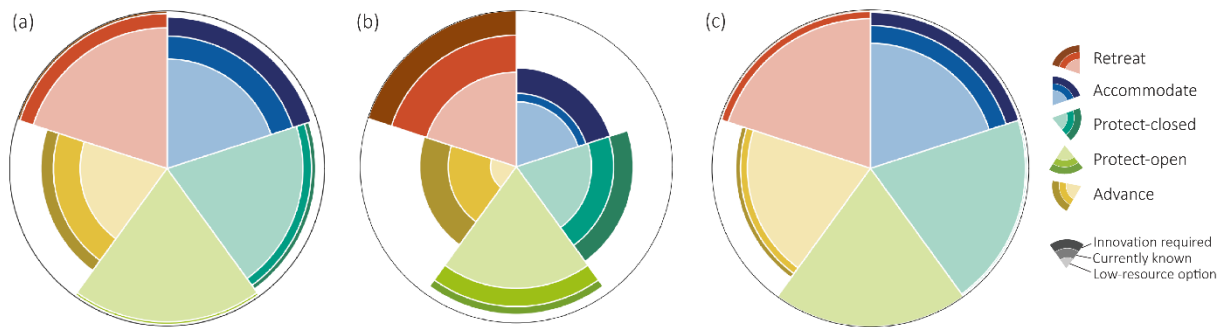 (a)
(b)
(c)
Retreat
Accommodate
Protect-closed
Protect-open
Advance
Innovation required
Currently known
Low-resource option